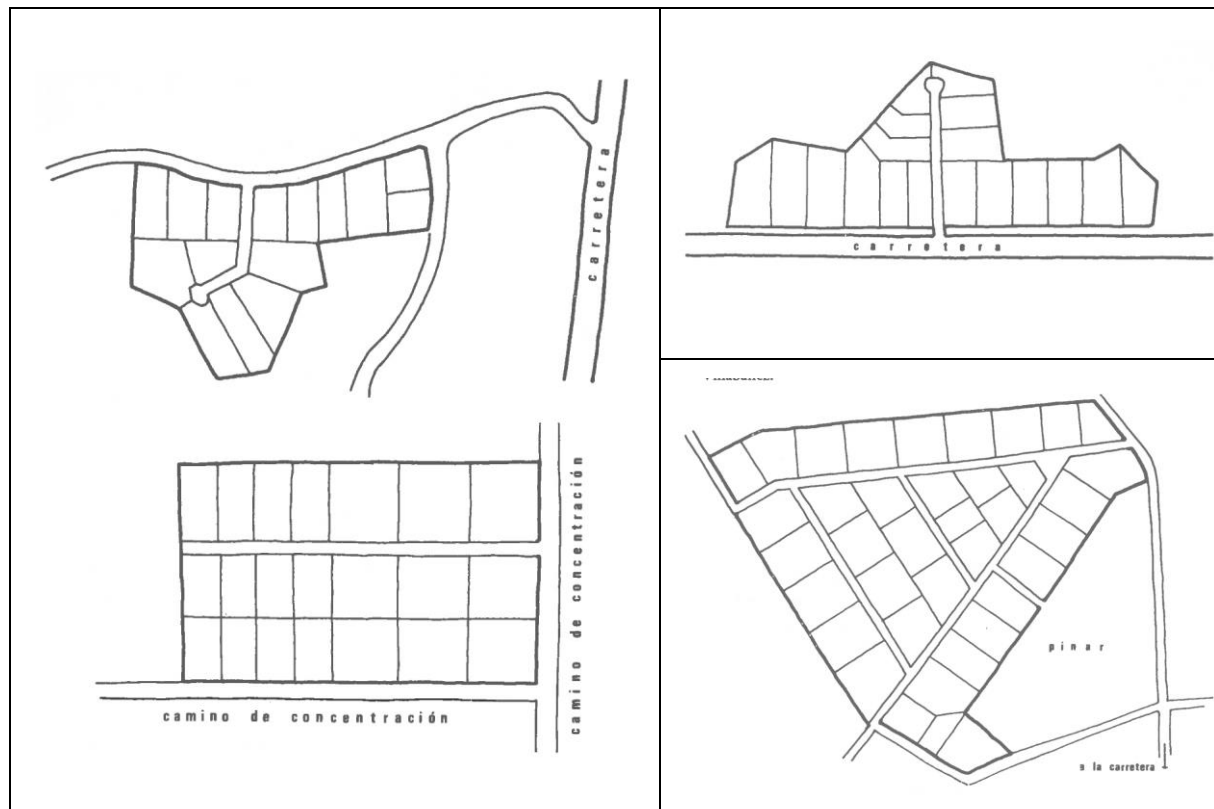 carretera
camino de concentración
camino de concentración
carretera
pinar
a la carretera